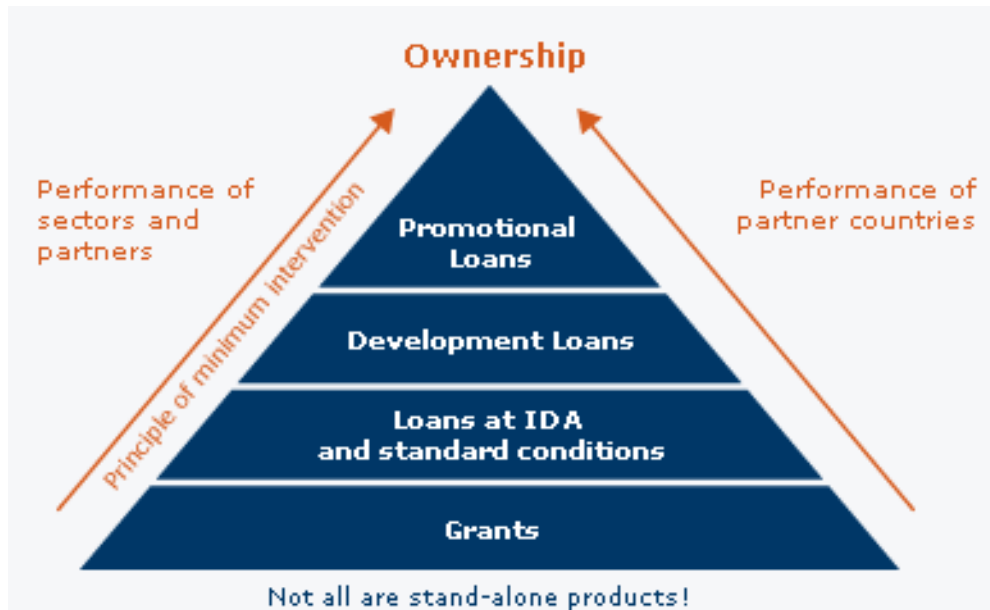 Ownership
Performance of
sectors and
partners
Principle of minimum intervention
Performance of
partner countries
Promotional
Loans
Development Loans
Loans at IDA
and standard conditions
Grants
Not all are stand-alone products!